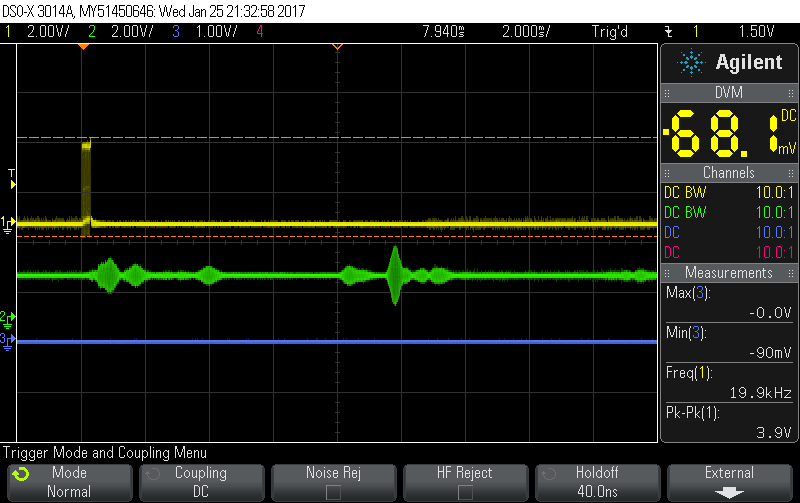 DSO-X 3014A, MY51450646: Wed Jan 25 21:32:58 2017
1 2.00V/ 2 2.00V/ 3 1.00V/ 4 7.940ms 2.000ms/ Trig'd 1 1.50V
Agilent
DVM
-68.1 DC mV
Channels
DC BW 10.0:1
DC BW 10.0:1
DC 10.0:1
DC 10.0:1
Measurements
Max(3):
-0.0V
Min(3):
-90mV
Freq(1):
19.9kHz
Pk-Pk(1):
3.9V
T
1
2
3
Trigger Mode and Coupling Menu
Mode Coupling Noise Rej HF Reject Holdoff External
Normal DC 40.0ns